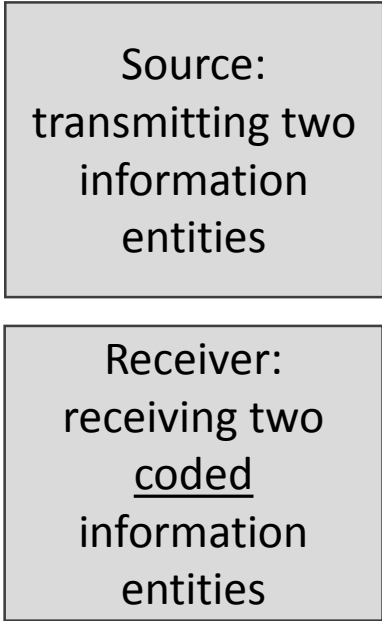 Source:
transmitting two
information
entities
Receiver:
receiving two
coded
information
entities